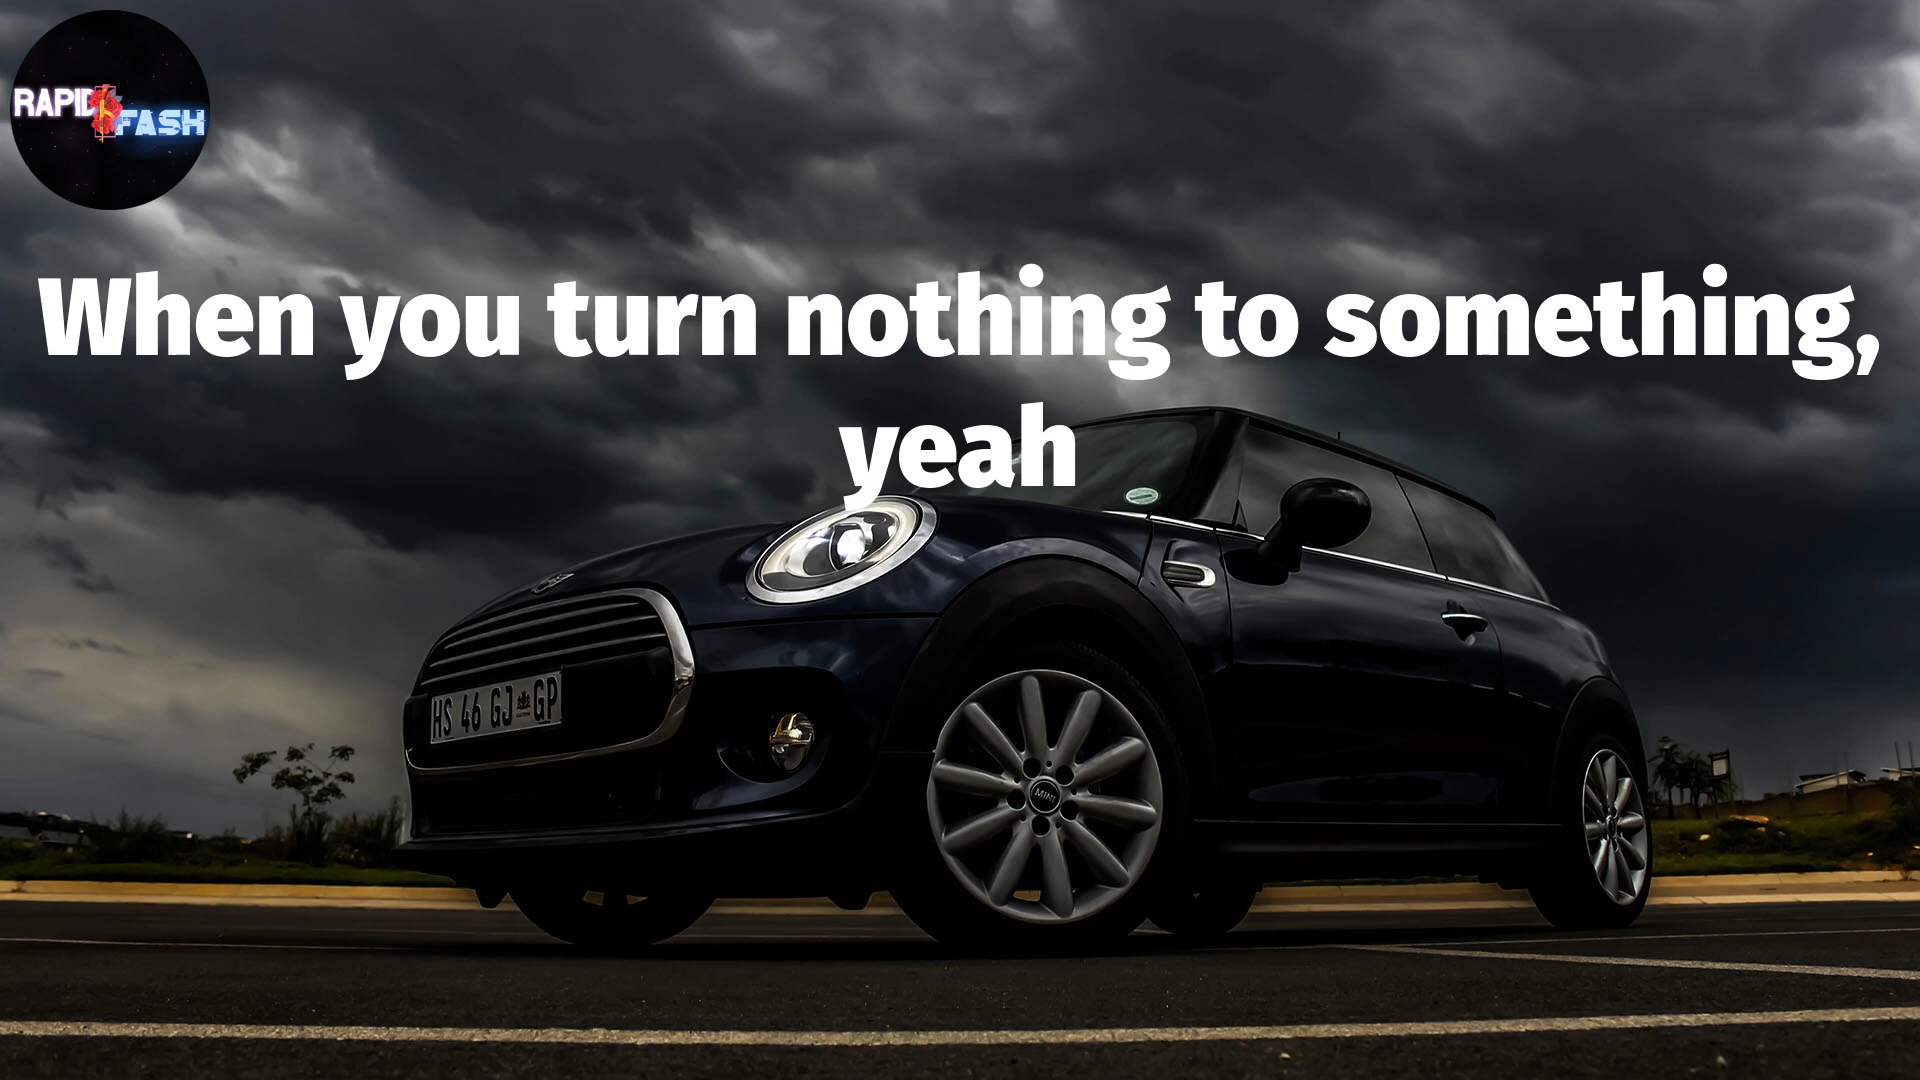 RAPID
FASH
When you turn nothing to something,
yeah
HS 46 GJ GP
MINI